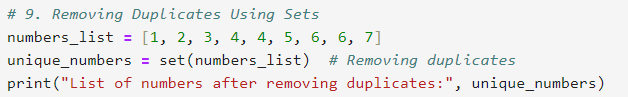 # 9. Removing Duplicates Using Sets
numbers_list = [1, 2, 3, 4, 4, 5, 6, 6, 7]
unique_numbers = set(numbers_list)  # Removing duplicates
print("List of numbers after removing duplicates:", unique_numbers)